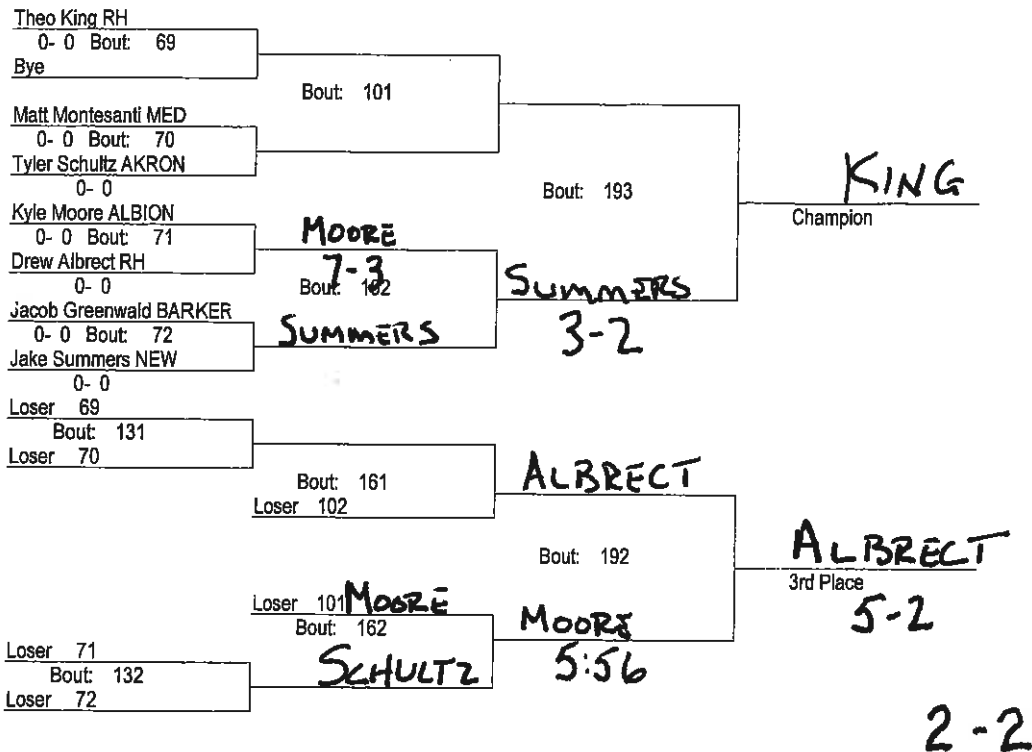 Theo King RH
0- 0 Bout: 69
Bye
Bout: 101
Matt Montesanti MED
0- 0 Bout: 70
Tyler Schultz AKRON
0- 0
Bout: 193
KING
Champion
Kyle Moore ALBION
0- 0 Bout: 71
MOORE
7-3
Drew Albrect RH
0- 0
Bout: 102
SUMMERS
3-2
Jacob Greenwald BARKER
0- 0 Bout: 72
SUMMERS
Jake Summers NEW
0- 0
Loser 69
Bout: 131
Loser 70
Bout: 161
Loser 102
ALBRECT
Bout: 192
ALBRECT
3rd Place
5-2
Loser 101 MOORE
Bout: 162
SCHULTZ
MOORE
5:56
Loser 71
Bout: 132
Loser 72
2-2